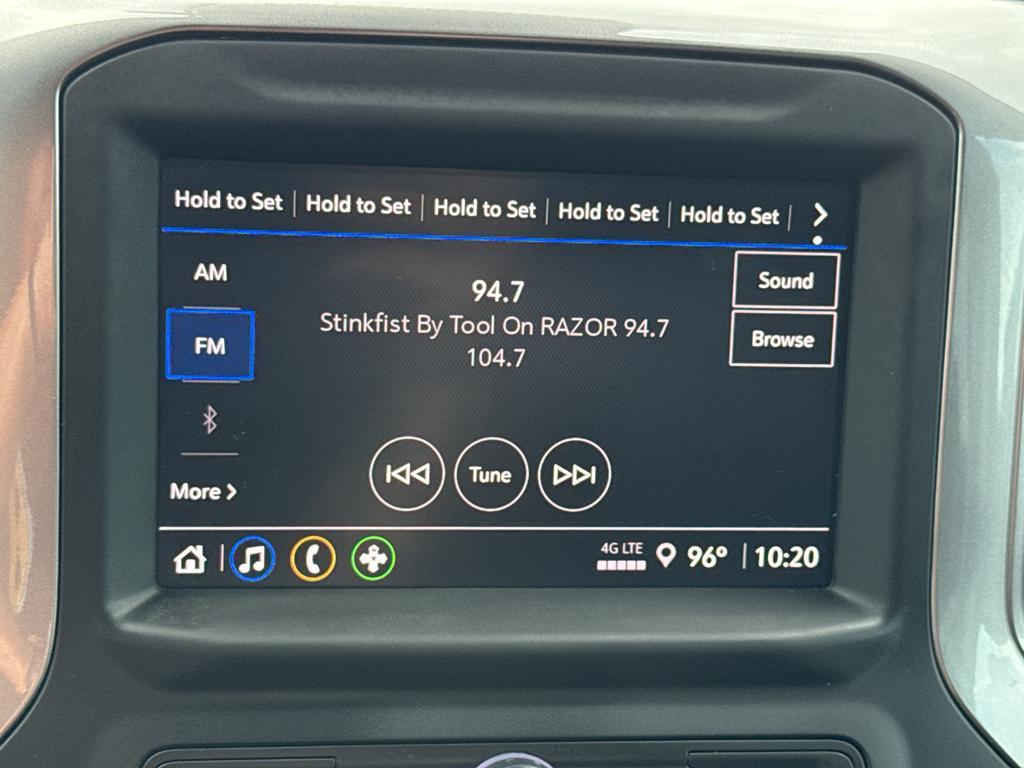 Hold to Set | Hold to Set | Hold to Set | Hold to Set | Hold to Set |
AM
94.7
Sound
Stinkfist By Tool On RAZOR 94.7
FM
Browse
104.7
Tune
More
4G LTE
96° | 10:20